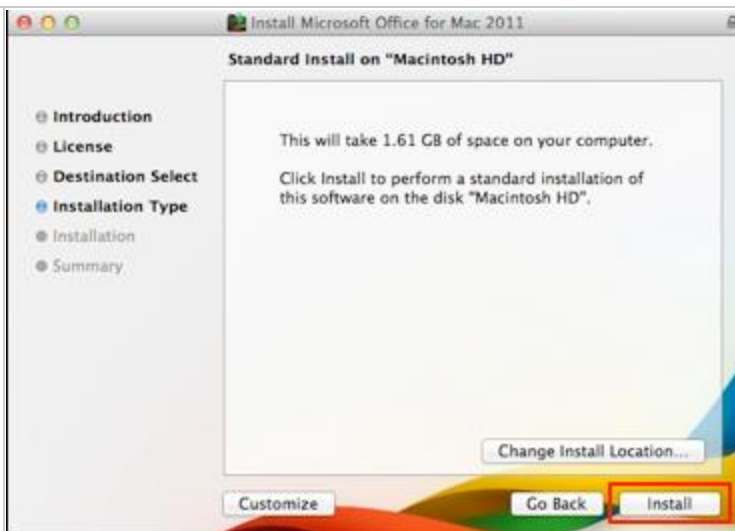 Install Microsoft Office for Mac 2011
Standard Install on "Macintosh HD"
Introduction
License
Destination Select
Installation Type
Installation
Summary
This will take 1.61 GB of space on your computer.
Click Install to perform a standard installation of
this software on the disk "Macintosh HD".
Change Install Location...
Customize
Go Back
Install